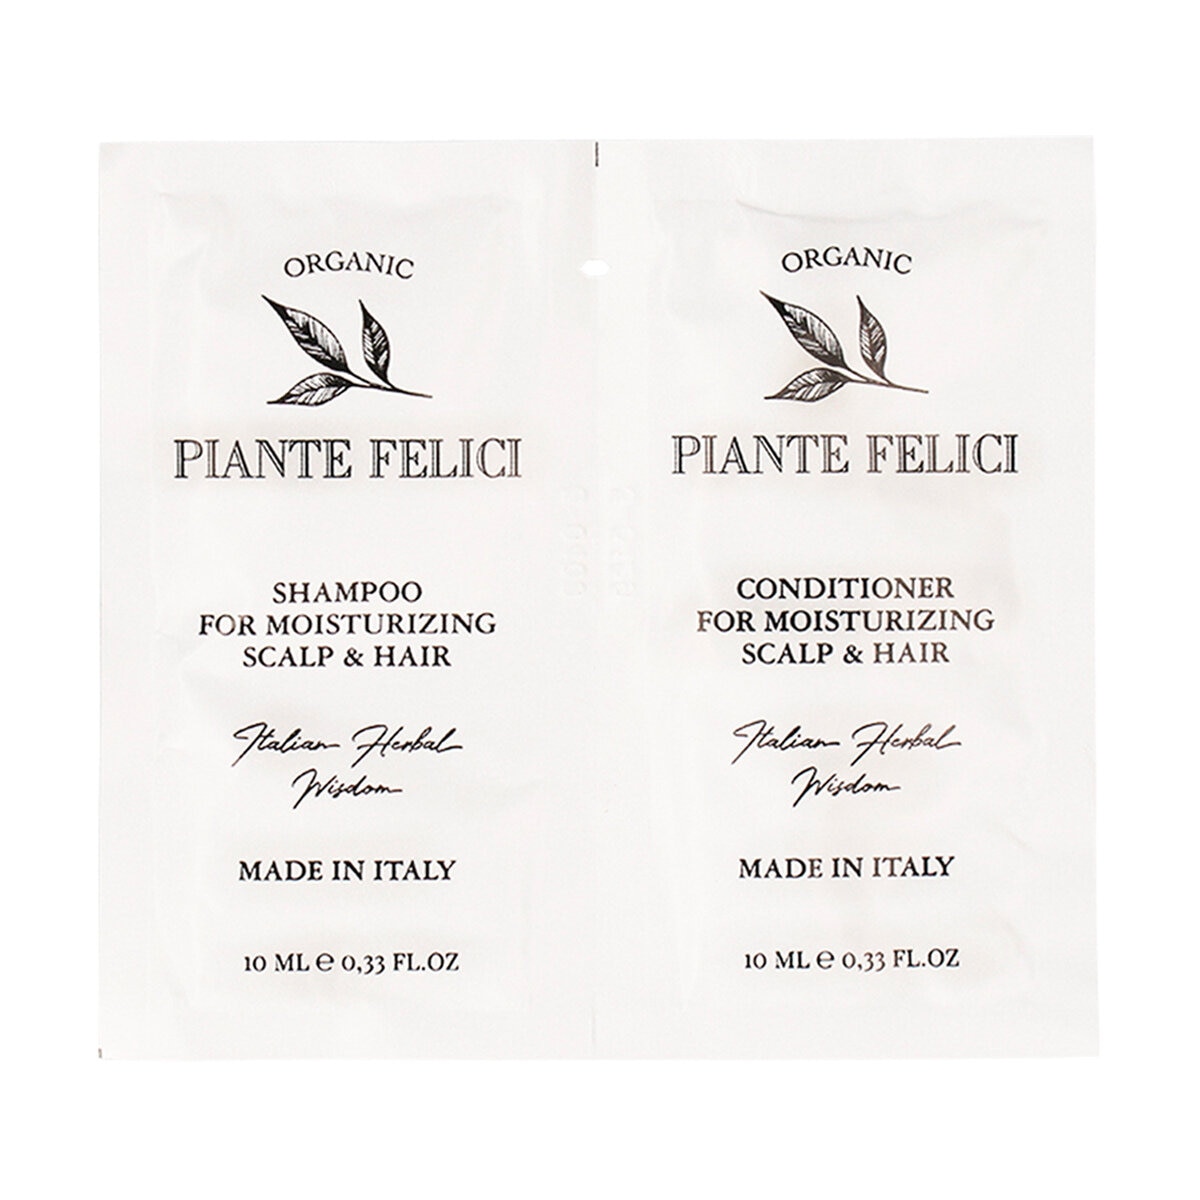 ORGANIC
PIANTE FELICI
SHAMPOO
FOR MOISTURIZING
SCALP & HAIR
Italian Herbal
Wisdom
MADE IN ITALY
10 ML e 0,33 FL.OZ
ORGANIC
PIANTE FELICI
CONDITIONER
FOR MOISTURIZING
SCALP & HAIR
Italian Herbal
Wisdom
MADE IN ITALY
10 ML e 0,33 FL.OZ